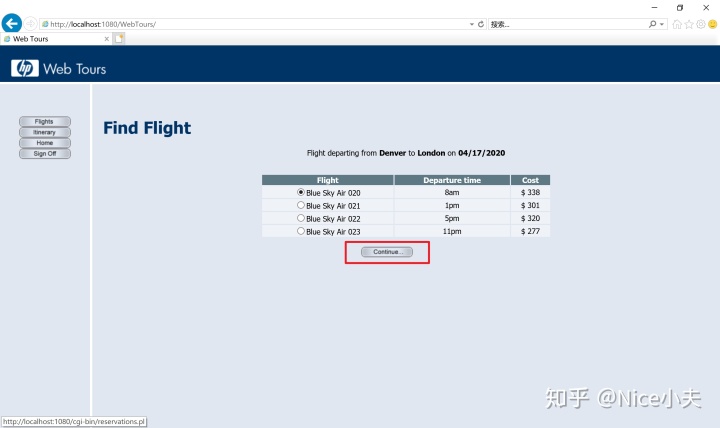 http://localhost:1080/WebTours/
搜索...
Web Tours
hp Web Tours
Flights
Itinerary
Home
Sign Off
Find Flight
Flight departing from Denver to London on 04/17/2020
Flight Departure time Cost
Blue Sky Air 020 8am $ 338
Blue Sky Air 021 1pm $ 301
Blue Sky Air 022 5pm $ 320
Blue Sky Air 023 11pm $ 277
Continue...
知乎 @Nice小夫
http://localhost:1080/cgi-bin/reservations.pl